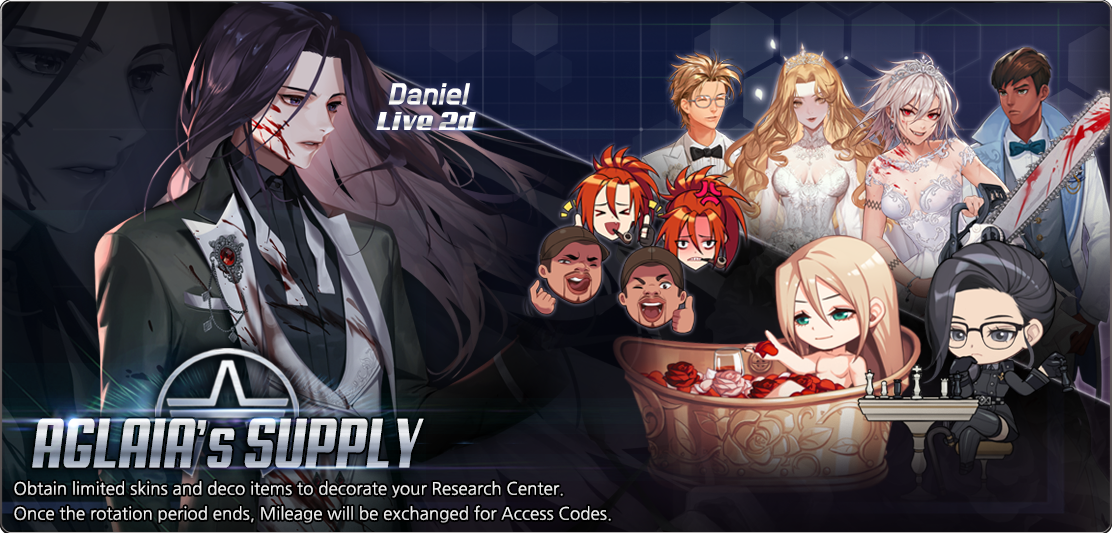 Daniel
Live 2d
AGLAIA's SUPPLY
Obtain limited skins and deco items to decorate your Research Center.
Once the rotation period ends, Mileage will be exchanged for Access Codes.